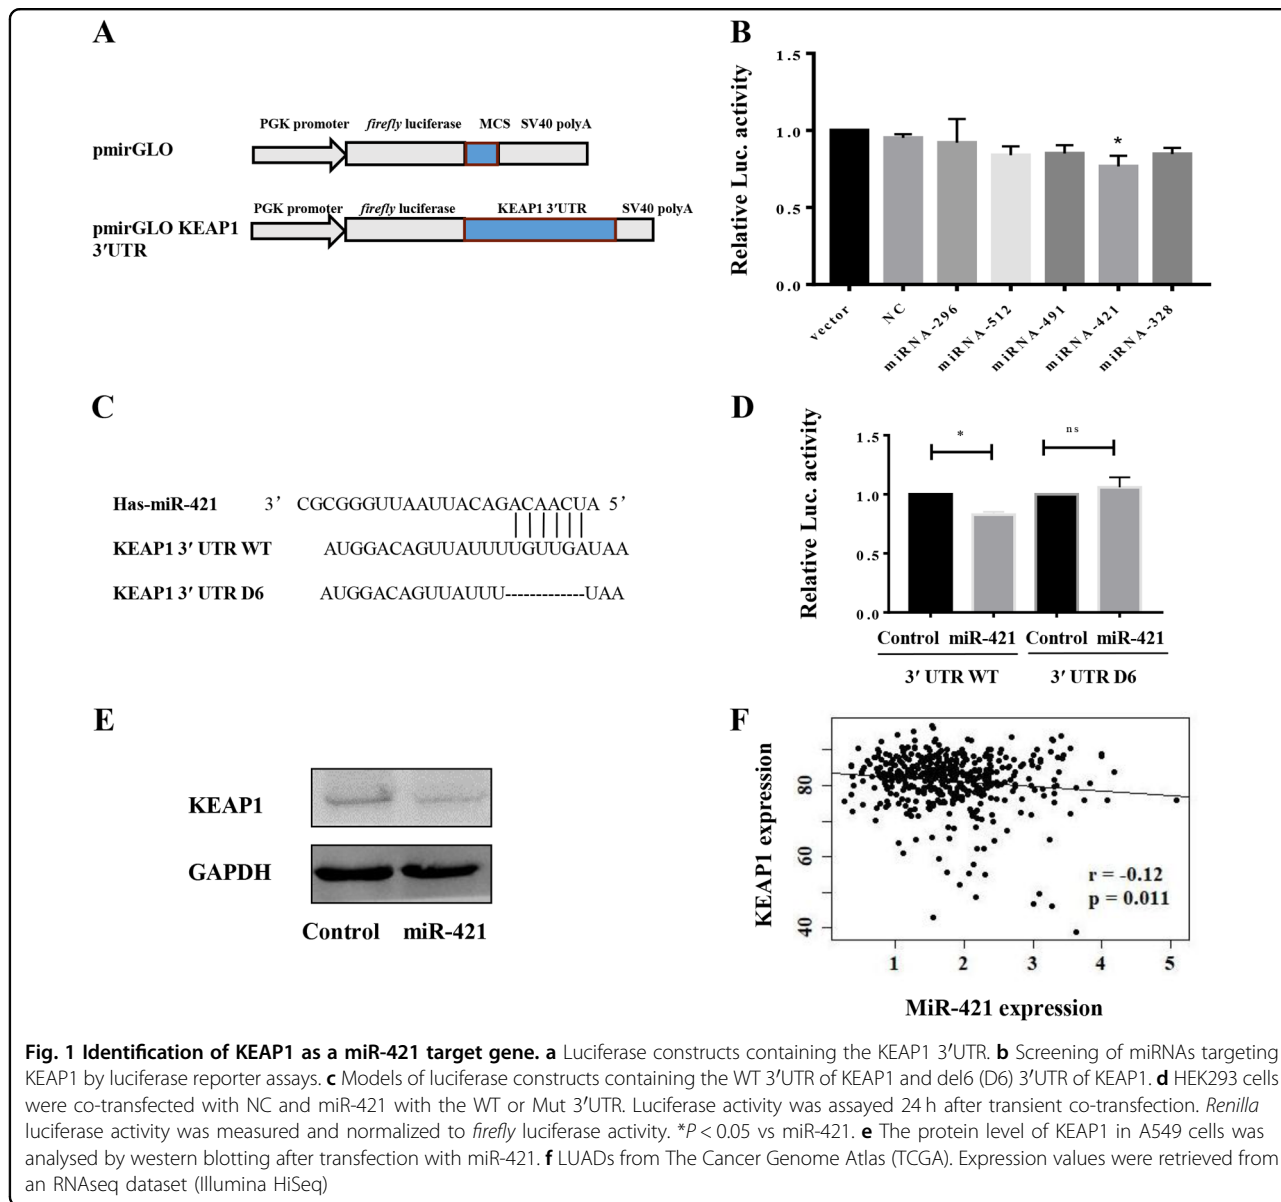 A
PGK promoter firefly luciferase MCS SV40 polyA
pmirGLO
PGK promoter firefly luciferase KEAP1 3′UTR SV40 polyA
pmirGLO KEAP1
3′UTR
B
Relative Luc. activity
1.5
1.0
0.5
0.0
*
vector
NC
miRNA-296
miRNA-512
miRNA-491
miRNA-421
miRNA-328
C
Has-miR-421 3′ CGCGGGUUAAUUACAGACAACUA 5′
KEAP1 3′ UTR WT AUGGACAGUUAUUUUGUUGAUAA
KEAP1 3′ UTR D6 AUGGACAGUUAUUU-------------UAA
D
Relative Luc. activity
1.5
1.0
0.5
0.0
* ns
Control miR-421 Control miR-421
3′ UTR WT 3′ UTR D6
E
KEAP1
GAPDH
Control miR-421
F
KEAP1 expression
80
60
40
r = -0.12
p = 0.011
1 2 3 4 5
MiR-421 expression
Fig. 1 Identification of KEAP1 as a miR-421 target gene. a Luciferase constructs containing the KEAP1 3′UTR. b Screening of miRNAs targeting
KEAP1 by luciferase reporter assays. c Models of luciferase constructs containing the WT 3′UTR of KEAP1 and del6 (D6) 3′UTR of KEAP1. d HEK293 cells
were co-transfected with NC and miR-421 with the WT or Mut 3′UTR. Luciferase activity was assayed 24 h after transient co-transfection. Renilla
luciferase activity was measured and normalized to firefly luciferase activity. *P < 0.05 vs miR-421. e The protein level of KEAP1 in A549 cells was
analysed by western blotting after transfection with miR-421. f LUADs from The Cancer Genome Atlas (TCGA). Expression values were retrieved from
an RNAseq dataset (Illumina HiSeq)